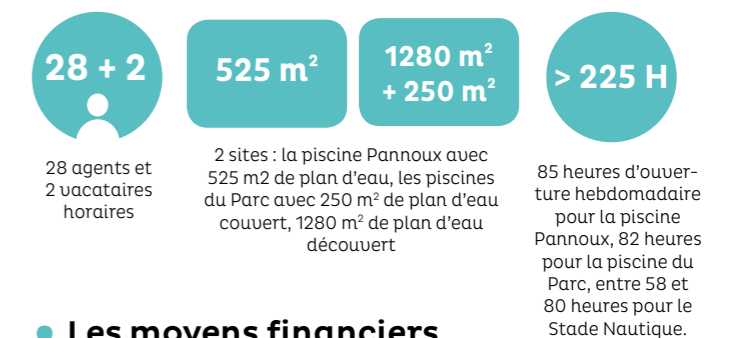 28 + 2
28 agents et
2 vacataires
horaires
525 m²
1280 m²
+ 250 m²
2 sites : la piscine Pannoux avec
525 m2 de plan d'eau, les piscines
du Parc avec 250 m² de plan d'eau
couvert, 1280 m² de plan d'eau
découvert
> 225 H
85 heures d'ouver-
ture hebdomadaire
pour la piscine
Pannoux, 82 heures
pour la piscine du
Parc, entre 58 et
80 heures pour le
Stade Nautique.
• Les moyens financiers